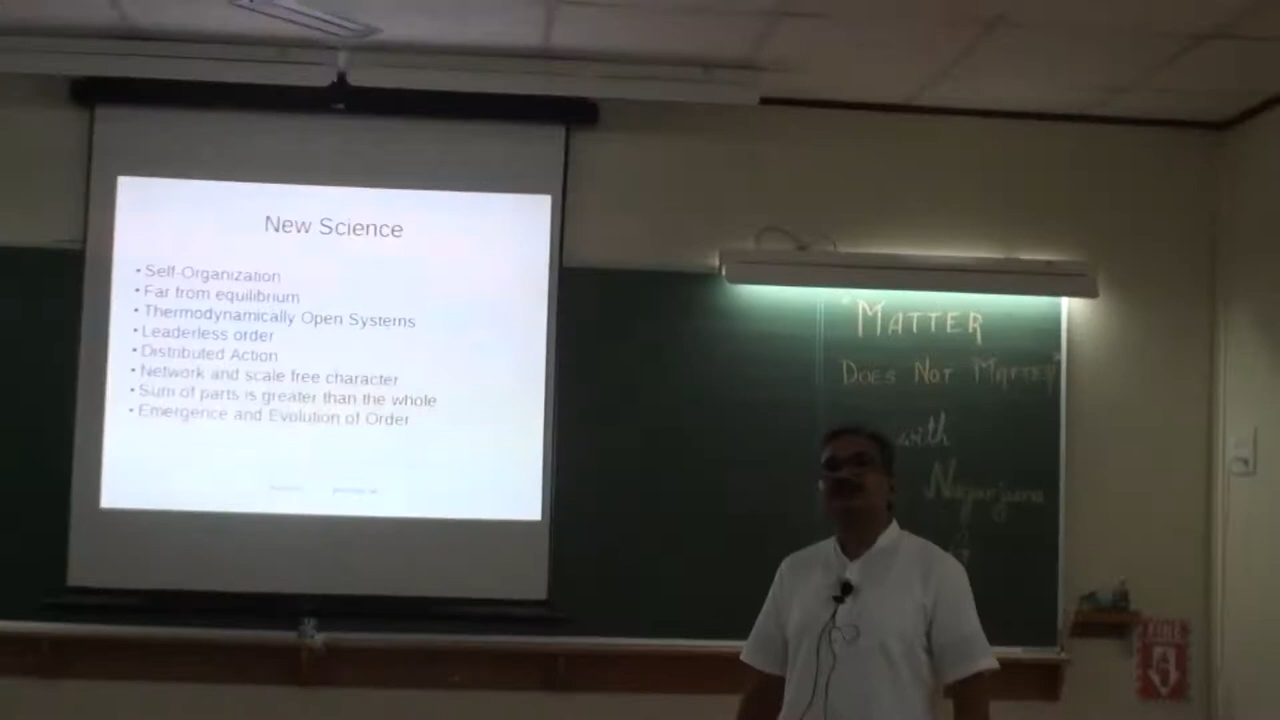 New Science
• Self-Organization
• Far from equilibrium
• Thermodynamically Open Systems
• Leaderless order
• Distributed Action
• Network and scale free character
• Sum of parts is greater than the whole
• Emergence and Evolution of Order
"MATTER
DOES NOT MATTER"
with
Nagarjuna
G
FIRE